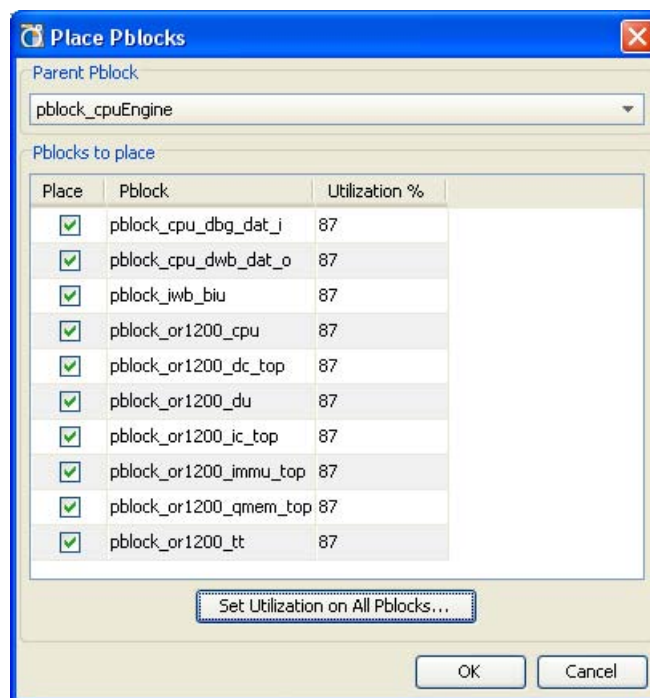 Place Pblocks
Parent Pblock
pblock_cpuEngine
Pblocks to place
Place Pblock Utilization %
pblock_cpu_dbg_dat_i 87
pblock_cpu_dwb_dat_o 87
pblock_iwb_biu 87
pblock_or1200_cpu 87
pblock_or1200_dc_top 87
pblock_or1200_du 87
pblock_or1200_ic_top 87
pblock_or1200_immu_top 87
pblock_or1200_qmem_top 87
pblock_or1200_tt 87
Set Utilization on All Pblocks...
OK Cancel